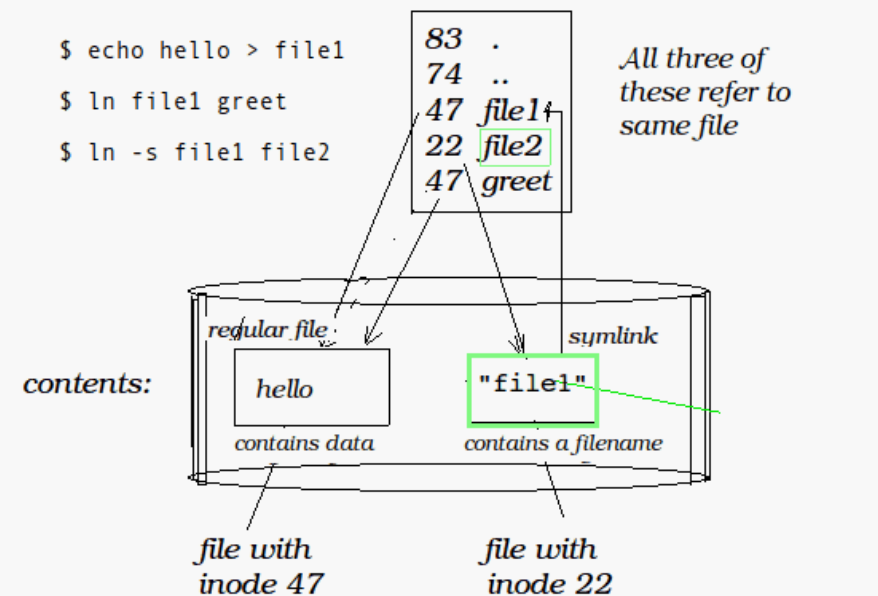 $ echo hello > file1
$ ln file1 greet
$ ln -s file1 file2
83 .
74 ..
47 file1
22 file2
47 greet
All three of
these refer to
same file
regular file
symlink
contents:
hello
"file1"
contains data
contains a filename
file with
inode 47
file with
inode 22